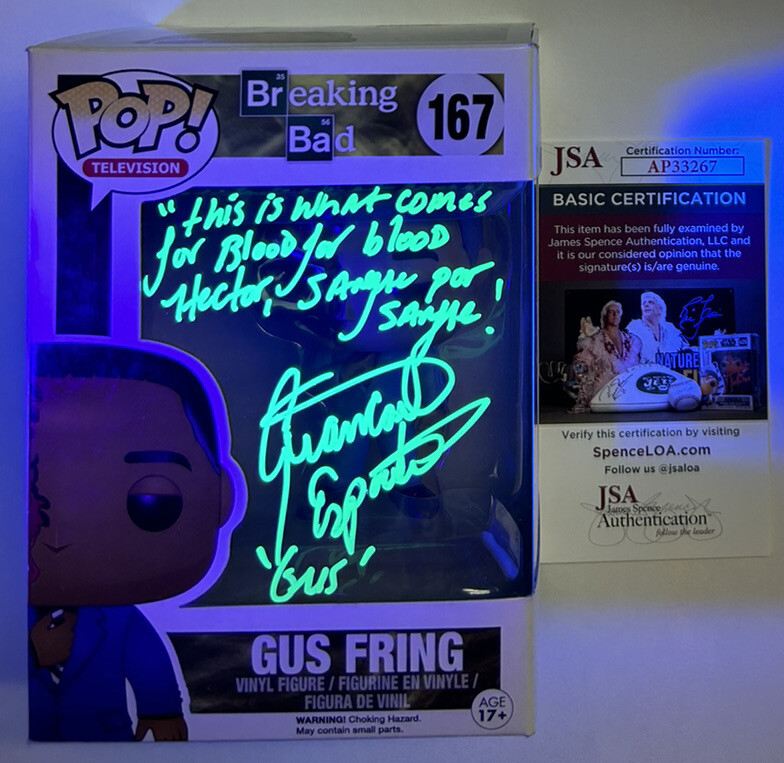 POP!
TELEVISION
35
Breaking
56
Bad
167
"this is what comes
for Blood for blood
Hector, SAngre por
SAngre!
Giancarlo
Esposito
"Gus"
GUS FRING
VINYL FIGURE / FIGURINE EN VINYLE /
FIGURA DE VINIL
WARNING! Choking Hazard.
May contain small parts.
AGE
17+
JSA
Certification Number:
AP33267
BASIC CERTIFICATION
This item has been fully examined by
James Spence Authentication, LLC and
it is our considered opinion that the
signature(s) is/are genuine.
NATURE
JETS
Verify this certification by visiting
SpenceLOA.com
Follow us @jsaloa
JSA
James Spence
Authentication
follow the leader